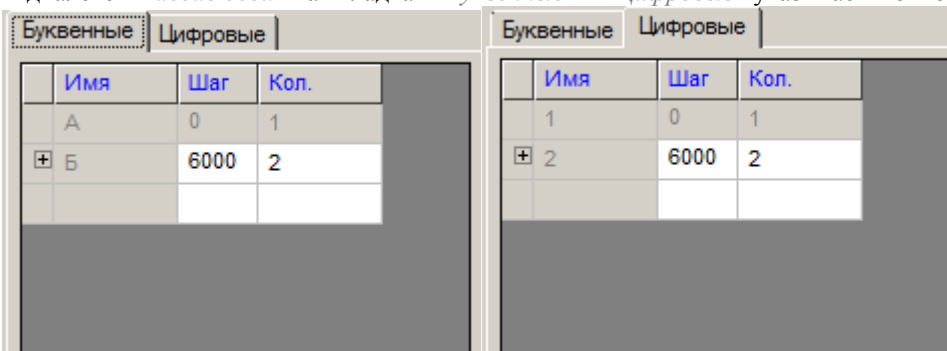 Буквенные Цифровые
Имя Шаг Кол.
А 0 1
Б 6000 2
Буквенные Цифровые
Имя Шаг Кол.
1 0 1
2 6000 2